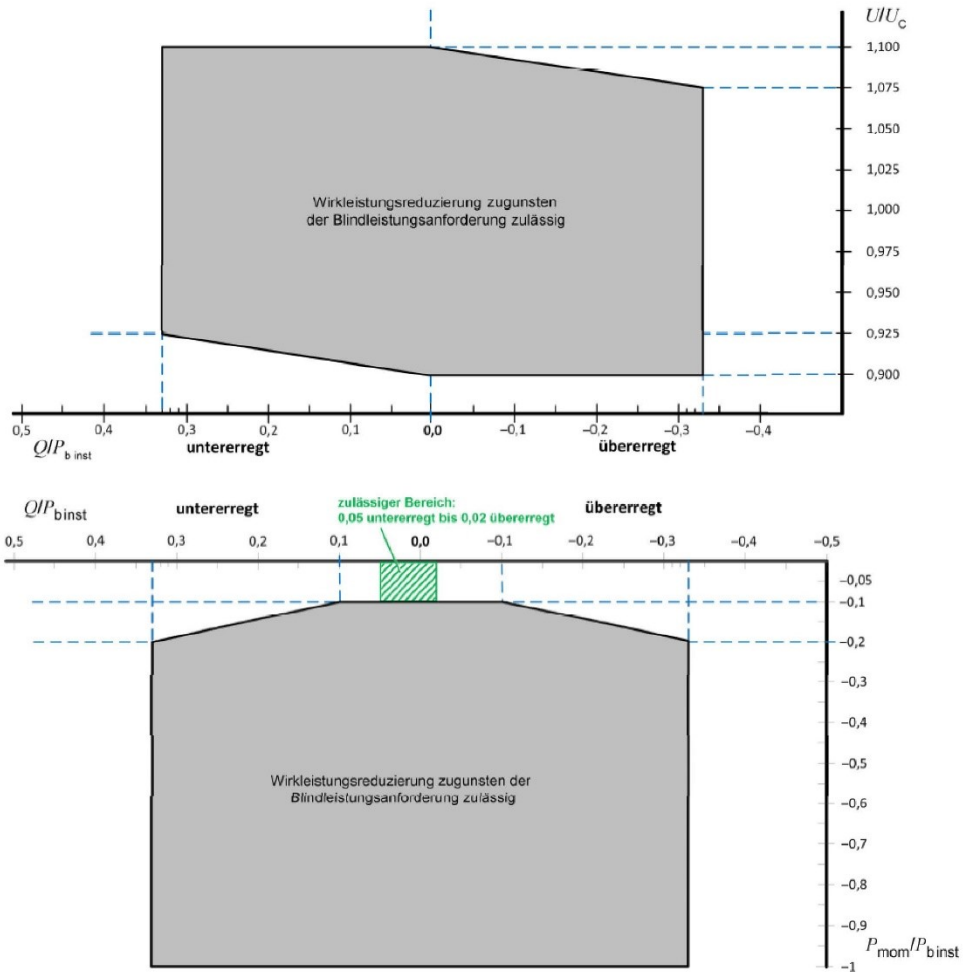 U/U_C
1,100
1,075
1,050
1,025
1,000
0,975
0,950
0,925
0,900
Wirkleistungsreduzierung zugunsten
der Blindleistungsanforderung zulässig
0,5 0,4 0,3 0,2 0,1 0,0 –0,1 –0,2 –0,3 –0,4
Q/P_b inst untererregt übererregt
Q/P_b inst untererregt übererregt
zulässiger Bereich:
0,05 untererregt bis 0,02 übererregt
0,5 0,4 0,3 0,2 0,1 0,0 –0,1 –0,2 –0,3 –0,4 –0,5
–0,05
–0,1
–0,2
–0,3
–0,4
–0,5
–0,6
–0,7
–0,8
–0,9
–1
Wirkleistungsreduzierung zugunsten der
Blindleistungsanforderung zulässig
P_mom/P_b inst